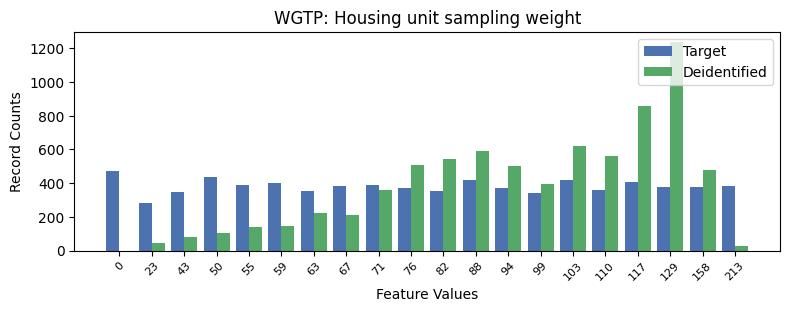 WGTP: Housing unit sampling weight
Target
Deidentified
Record Counts
1200
1000
800
600
400
200
0
0 23 43 50 55 59 63 67 71 76 82 88 94 99 103 110 117 129 158 213
Feature Values